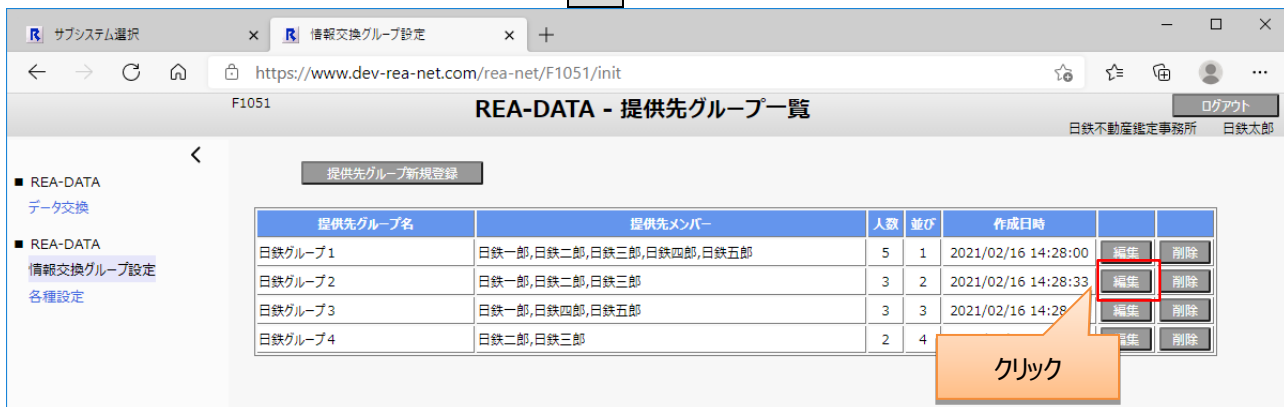 サブシステム選択
情報交換グループ設定
https://www.dev-rea-net.com/rea-net/F1051/init
F1051
REA-DATA - 提供先グループ一覧
ログアウト
日鉄不動産鑑定事務所 日鉄太郎
■ REA-DATA
データ交換
■ REA-DATA
情報交換グループ設定
各種設定
提供先グループ新規登録
提供先グループ名 提供先メンバー 人数 並び 作成日時
日鉄グループ1 日鉄一郎,日鉄二郎,日鉄三郎,日鉄四郎,日鉄五郎 5 1 2021/02/16 14:28:00 編集 削除
日鉄グループ2 日鉄一郎,日鉄二郎,日鉄三郎 3 2 2021/02/16 14:28:33 編集 削除
日鉄グループ3 日鉄一郎,日鉄四郎,日鉄五郎 3 3 2021/02/16 14:28 編集 削除
日鉄グループ4 日鉄二郎,日鉄三郎 2 4 編集 削除
クリック